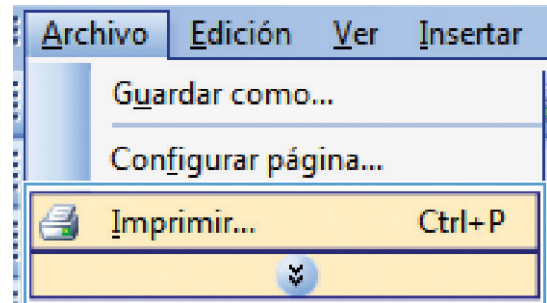 Archivo Edición Ver Insertar
Guardar como...
Configurar página...
Imprimir... Ctrl+P